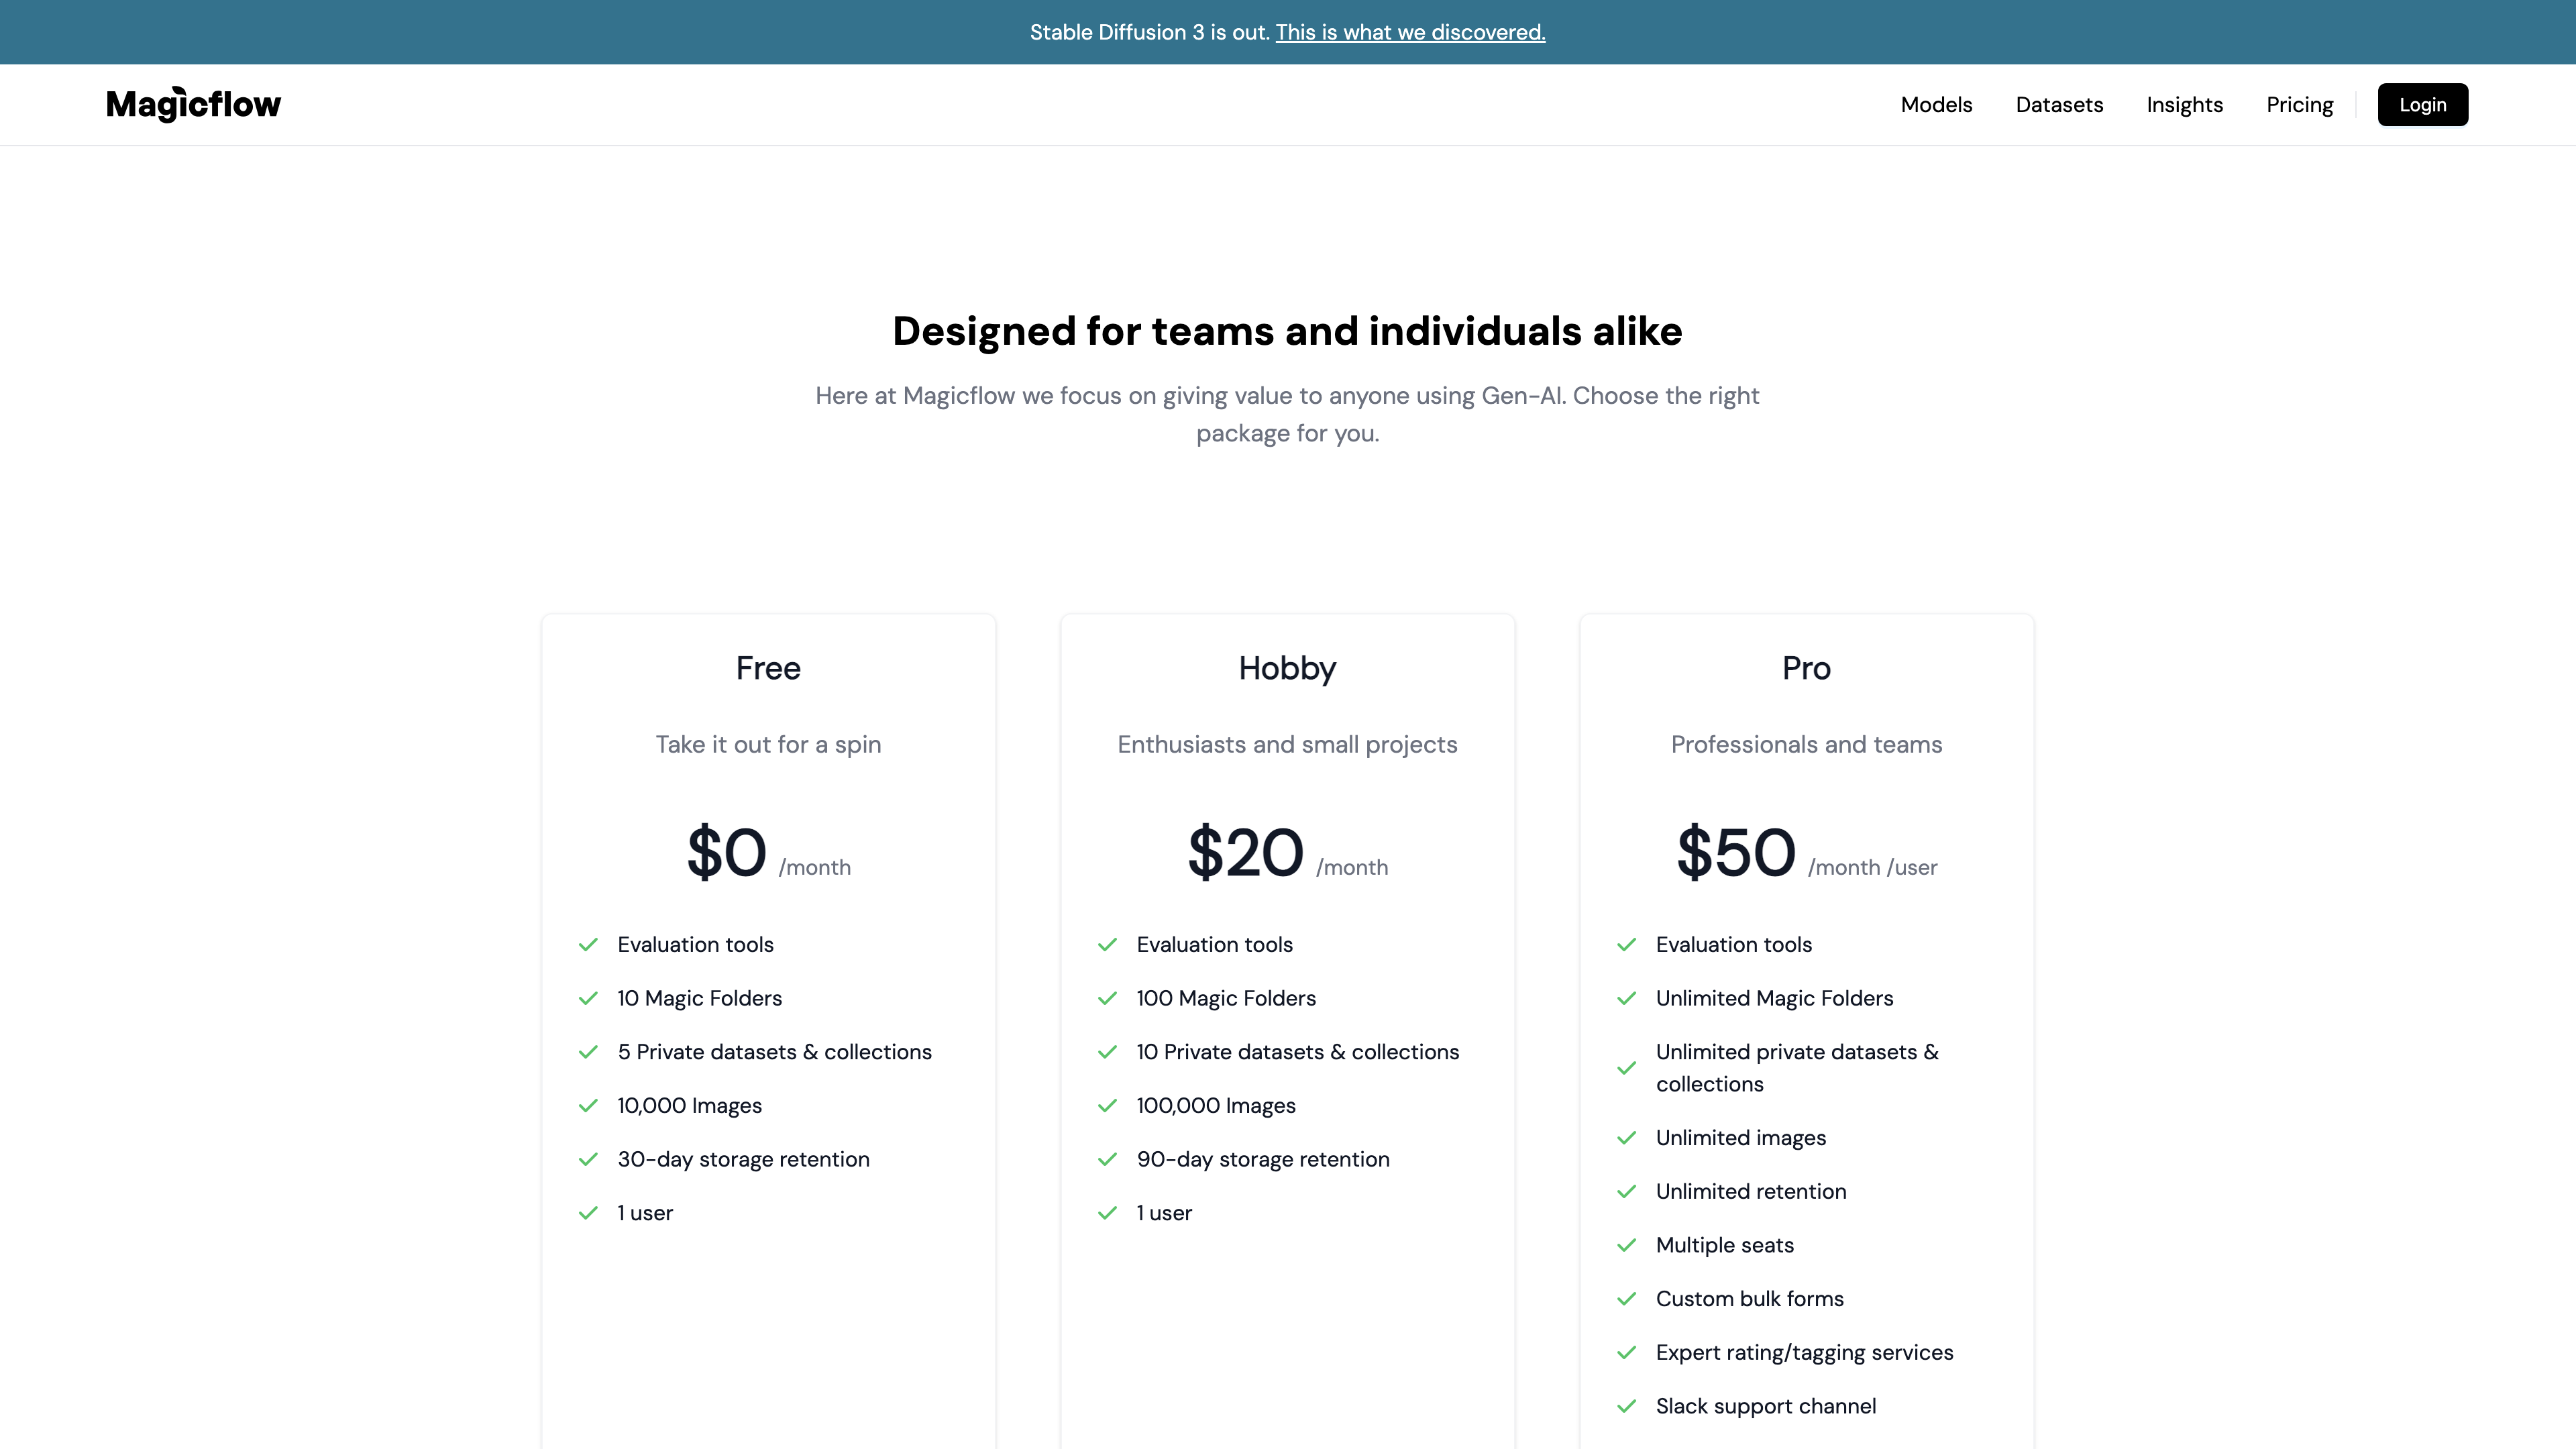 Stable Diffusion 3 is out. This is what we discovered.
Magicflow
Models
Datasets
Insights
Pricing
Login
Designed for teams and individuals alike
Here at Magicflow we focus on giving value to anyone using Gen-AI. Choose the right
package for you.
Free
Take it out for a spin
$0 /month
Evaluation tools
10 Magic Folders
5 Private datasets & collections
10,000 Images
30-day storage retention
1 user
Hobby
Enthusiasts and small projects
$20 /month
Evaluation tools
100 Magic Folders
10 Private datasets & collections
100,000 Images
90-day storage retention
1 user
Pro
Professionals and teams
$50 /month /user
Evaluation tools
Unlimited Magic Folders
Unlimited private datasets &
collections
Unlimited images
Unlimited retention
Multiple seats
Custom bulk forms
Expert rating/tagging services
Slack support channel